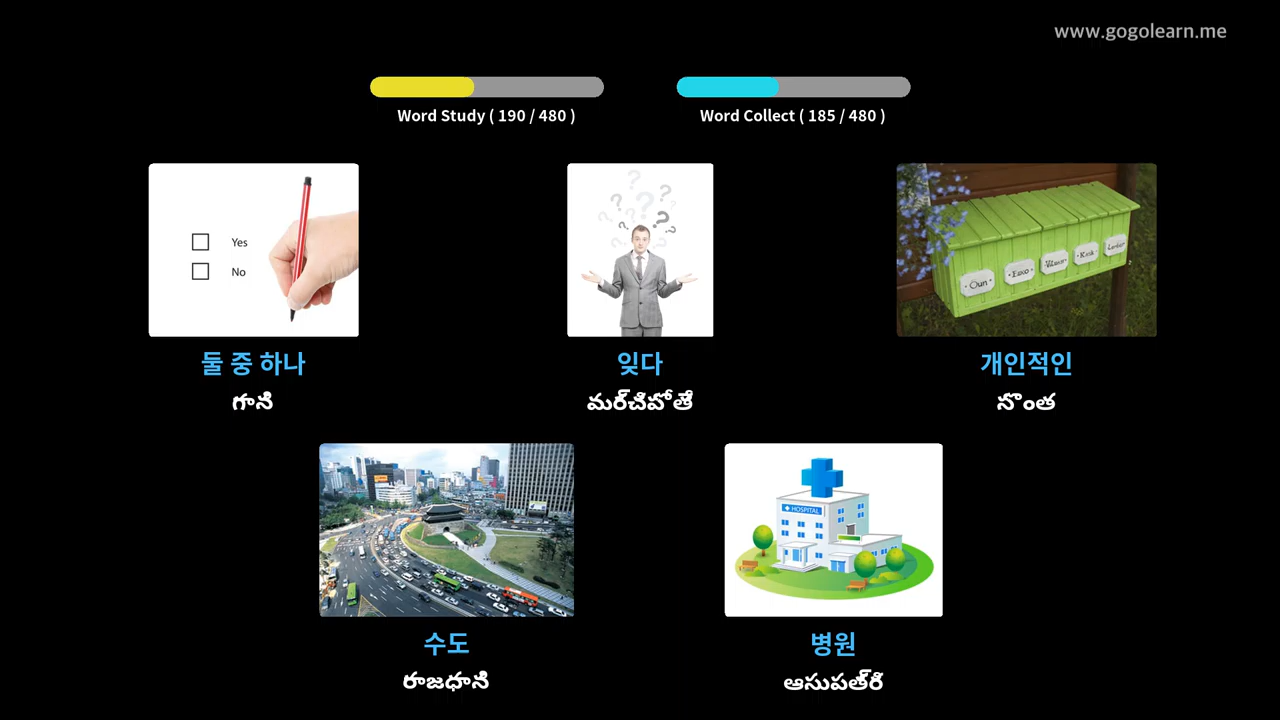 www.gogolearn.me
Word Study ( 190 / 480 )
Word Collect ( 185 / 480 )
Yes
No
둘 중 하나
గాని
잊다
మర్చిపోతే
개인적인
సొంత
HOSPITAL
수도
రాజధాని
병원
ఆసుపత్రి